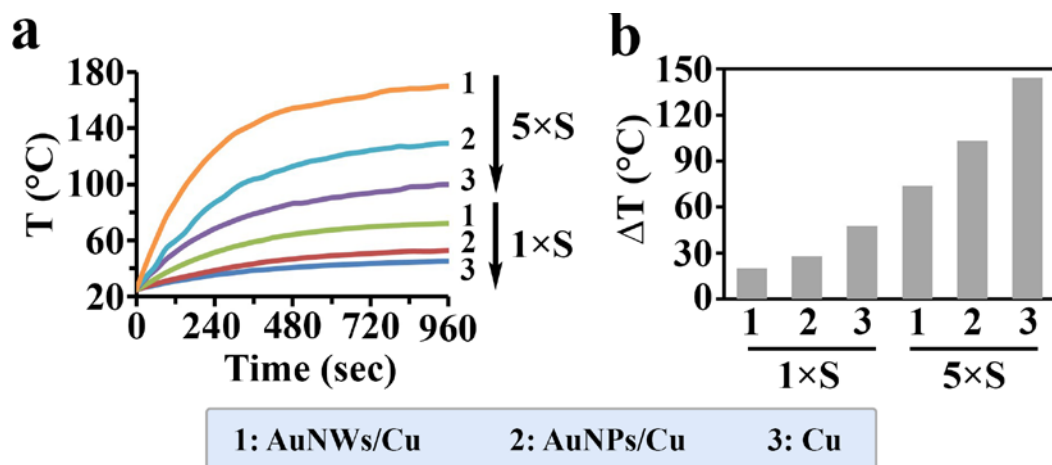 a
T (°C)
180
140
100
60
20
0 240 480 720 960
Time (sec)
1
2
3
5×S
1
2
3
1×S
b
ΔT (°C)
150
120
90
60
30
0
1 2 3 1 2 3
1×S 5×S
1: AuNWs/Cu 2: AuNPs/Cu 3: Cu